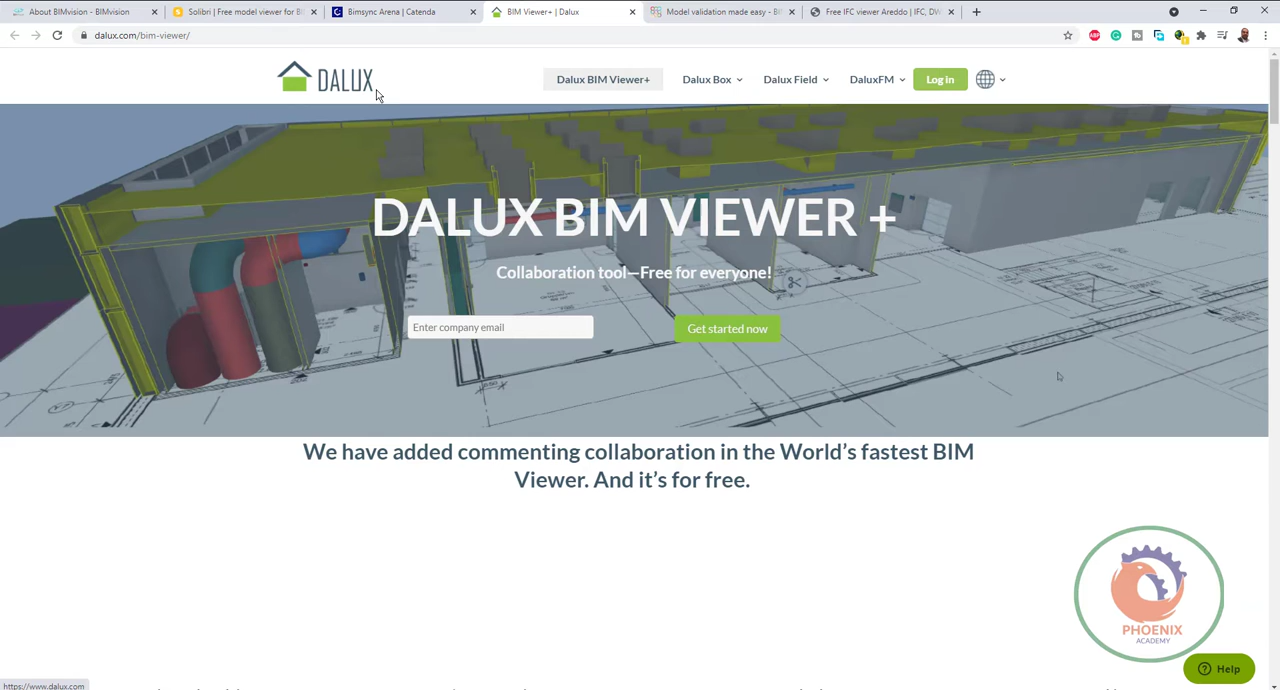 About BIMvision - BIMvision
Solibri | Free model viewer for BI
Bimsync Arena | Catenda
BIM Viewer+ | Dalux
Model validation made easy - BI
Free IFC viewer Areddo | IFC, DW
dalux.com/bim-viewer/
DALUX
Dalux BIM Viewer+
Dalux Box
Dalux Field
DaluxFM
Log in
DALUX BIM VIEWER +
Collaboration tool—Free for everyone!
Enter company email
Get started now
We have added commenting collaboration in the World's fastest BIM
Viewer. And it's for free.
PHOENIX
ACADEMY
Help
https://www.dalux.com